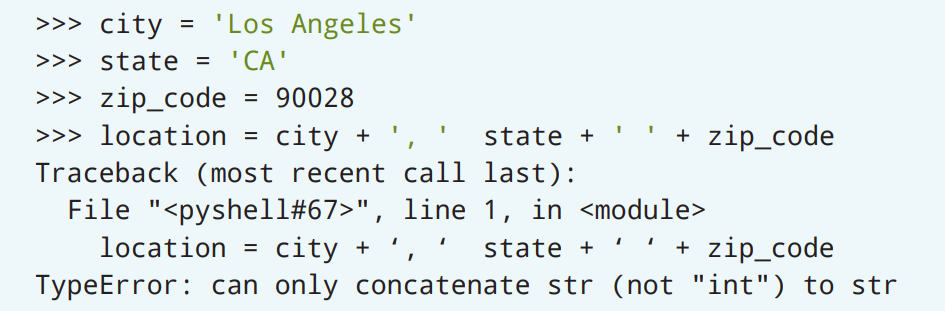 >>> city = 'Los Angeles'
>>> state = 'CA'
>>> zip_code = 90028
>>> location = city + ', '  state + ' ' + zip_code
Traceback (most recent call last):
  File "<pyshell#67>", line 1, in <module>
    location = city + ‘, ‘  state + ‘ ‘ + zip_code
TypeError: can only concatenate str (not "int") to str